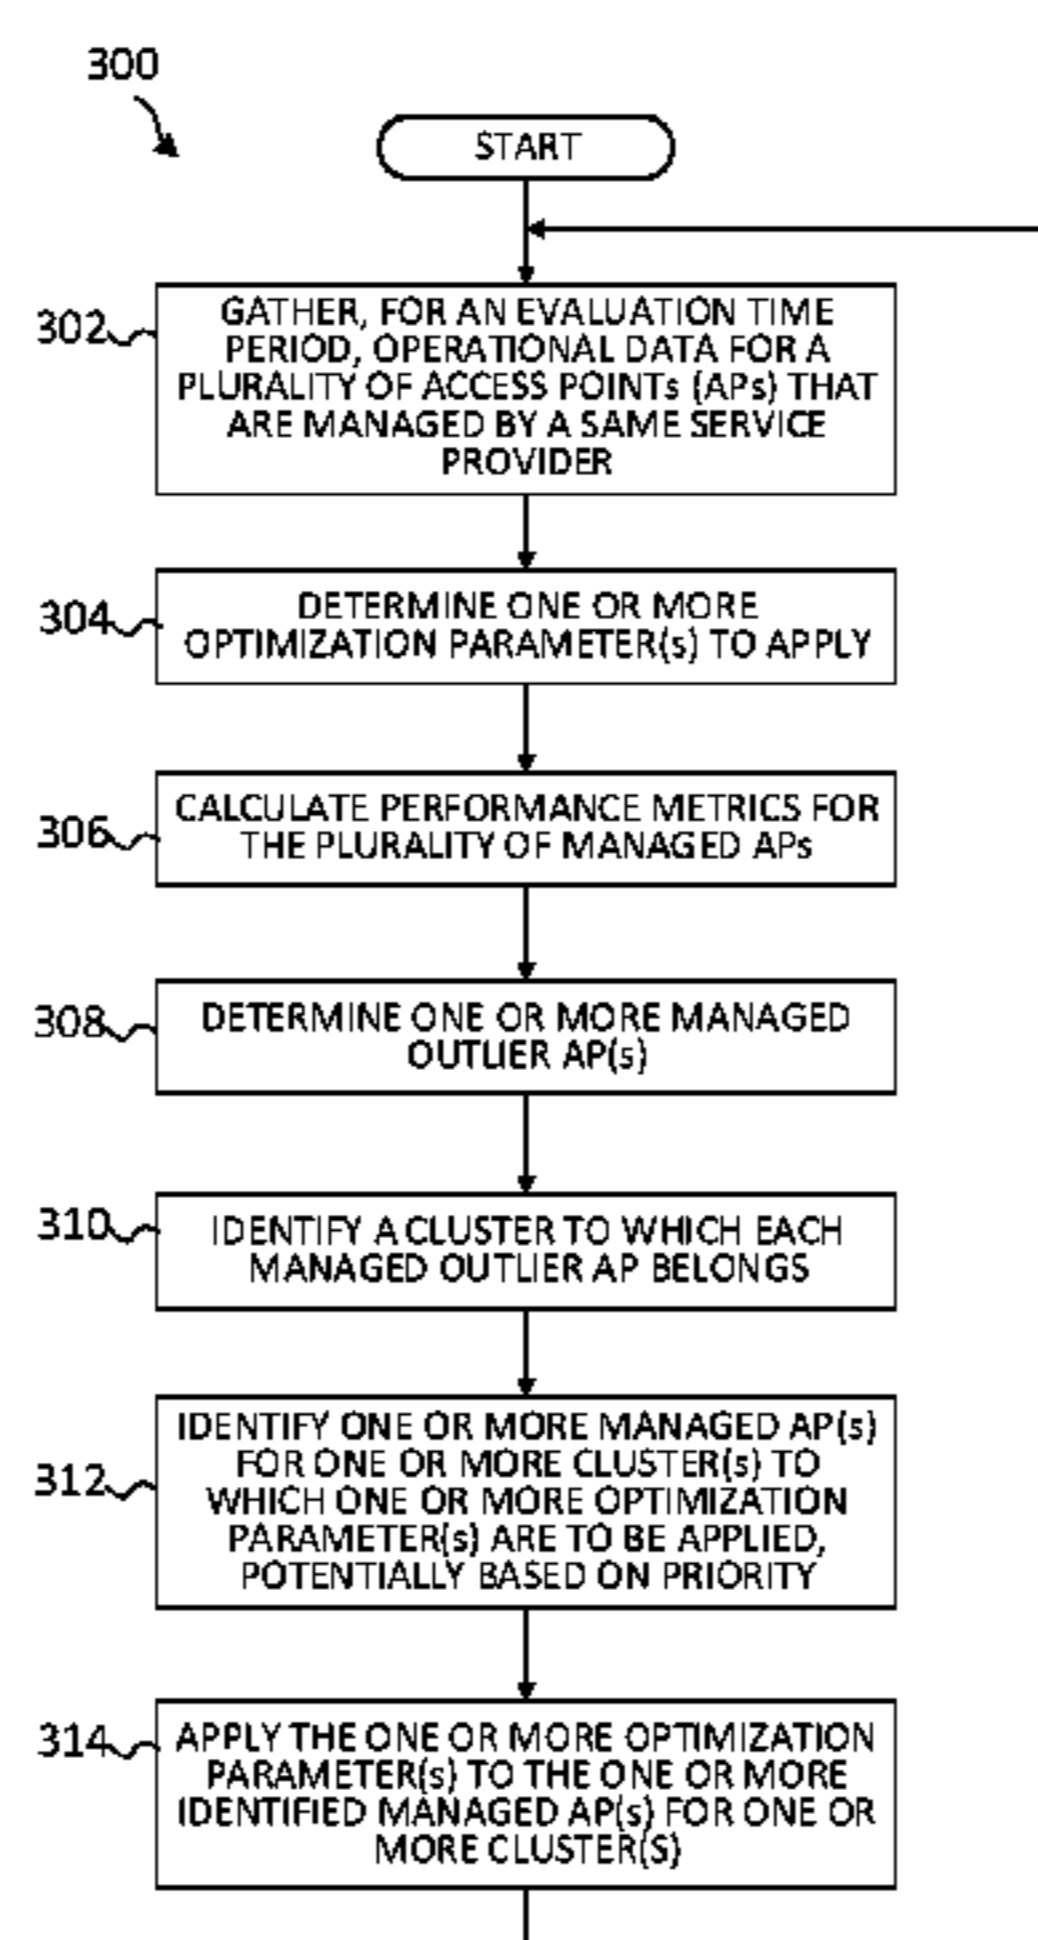 300
START
302
GATHER, FOR AN EVALUATION TIME
PERIOD, OPERATIONAL DATA FOR A
PLURALITY OF ACCESS POINTs (APs) THAT
ARE MANAGED BY A SAME SERVICE
PROVIDER
304
DETERMINE ONE OR MORE
OPTIMIZATION PARAMETER(s) TO APPLY
306
CALCULATE PERFORMANCE METRICS FOR
THE PLURALITY OF MANAGED APs
308
DETERMINE ONE OR MORE MANAGED
OUTLIER AP(s)
310
IDENTIFY A CLUSTER TO WHICH EACH
MANAGED OUTLIER AP BELONGS
312
IDENTIFY ONE OR MORE MANAGED AP(s)
FOR ONE OR MORE CLUSTER(s) TO
WHICH ONE OR MORE OPTIMIZATION
PARAMETER(s) ARE TO BE APPLIED,
POTENTIALLY BASED ON PRIORITY
314
APPLY THE ONE OR MORE OPTIMIZATION
PARAMETER(s) TO THE ONE OR MORE
IDENTIFIED MANAGED AP(s) FOR ONE OR
MORE CLUSTER(S)